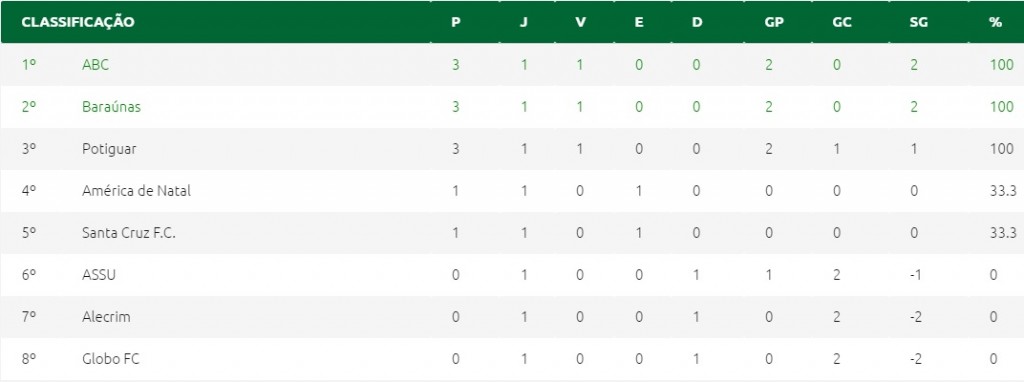 CLASSIFICAÇÃO P J V E D GP GC SG %
1º ABC 3 1 1 0 0 2 0 2 100
2º Baraúnas 3 1 1 0 0 2 0 2 100
3º Potiguar 3 1 1 0 0 2 1 1 100
4º América de Natal 1 1 0 1 0 0 0 0 33.3
5º Santa Cruz F.C. 1 1 0 1 0 0 0 0 33.3
6º ASSU 0 1 0 0 1 1 2 -1 0
7º Alecrim 0 1 0 0 1 0 2 -2 0
8º Globo FC 0 1 0 0 1 0 2 -2 0